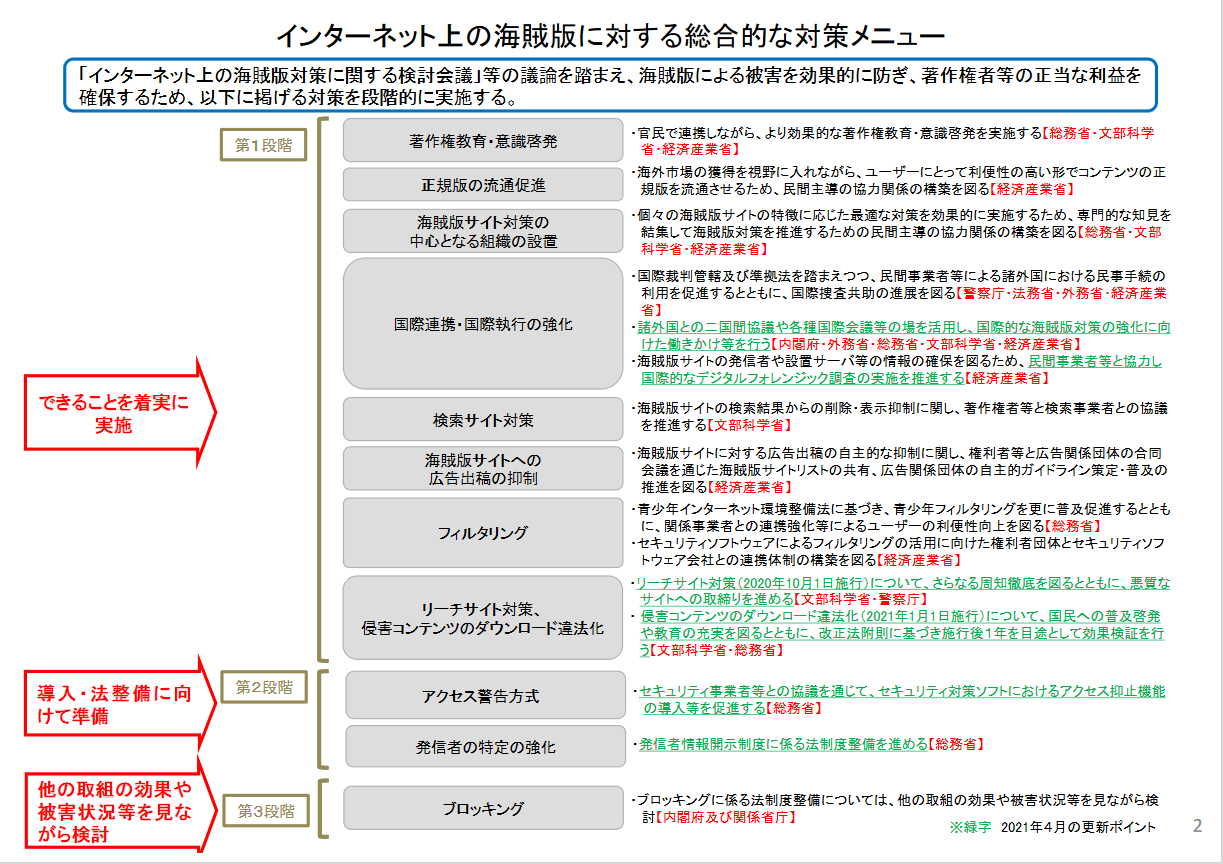 インターネット上の海賊版に対する総合的な対策メニュー
「インターネット上の海賊版対策に関する検討会議」等の議論を踏まえ、海賊版による被害を効果的に防ぎ、著作権者等の正当な利益を
確保するため、以下に掲げる対策を段階的に実施する。
できることを着実に
実施
第１段階
著作権教育・意識啓発
・官民で連携しながら、より効果的な著作権教育・意識啓発を実施する【総務省・文部科学
省・経済産業省】
正規版の流通促進
・海外市場の獲得を視野に入れながら、ユーザーにとって利便性の高い形でコンテンツの正
規版を流通させるため、民間主導の協力関係の構築を図る【経済産業省】
海賊版サイト対策の
中心となる組織の設置
・個々の海賊版サイトの特徴に応じた最適な対策を効果的に実施するため、専門的な知見を
結集して海賊版対策を推進するための民間主導の協力関係の構築を図る【総務省・文部
科学省・経済産業省】
国際連携・国際執行の強化
・国際裁判管轄及び準拠法を踏まえつつ、民間事業者等による諸外国における民事手続の
利用を促進するとともに、国際捜査共助の進展を図る【警察庁・法務省・外務省・経済産業
省】
・諸外国との二国間協議や各種国際会議等の場を活用し、国際的な海賊版対策の強化に向
けた働きかけ等を行う【内閣府・外務省・総務省・文部科学省・経済産業省】
・海賊版サイトの発信者や設置サーバ等の情報の確保を図るため、民間事業者等と協力し
国際的なデジタルフォレンジック調査の実施を推進する【経済産業省】
検索サイト対策
・海賊版サイトの検索結果からの削除・表示抑制に関し、著作権者等と検索事業者との協議
を推進する【文部科学省】
海賊版サイトへの
広告出稿の抑制
・海賊版サイトに対する広告出稿の自主的な抑制に関し、権利者等と広告関係団体の合同
会議を通じた海賊版サイトリストの共有、広告関係団体の自主的ガイドライン策定・普及の
推進を図る【経済産業省】
フィルタリング
・青少年インターネット環境整備法に基づき、青少年フィルタリングを更に普及促進するととも
に、関係事業者との連携強化等によるユーザーの利便性向上を図る【総務省】
・セキュリティソフトウェアによるフィルタリングの活用に向けた権利者団体とセキュリティソフ
トウェア会社との連携体制の構築を図る【経済産業省】
リーチサイト対策、
侵害コンテンツのダウンロード違法化
・リーチサイト対策（2020年10月1日施行）について、さらなる周知徹底を図るとともに、悪質な
サイトへの取締りを進める【文部科学省・警察庁】
・侵害コンテンツのダウンロード違法化（2021年1月1日施行）について、国民への普及啓発
や教育の充実を図るとともに、改正法附則に基づき施行後１年を目途として効果検証を行
う【文部科学省・総務省】
導入・法整備に向
けて準備
第２段階
アクセス警告方式
・セキュリティ事業者等との協議を通じて、セキュリティ対策ソフトにおけるアクセス抑止機能
の導入等を促進する【総務省】
発信者の特定の強化
・発信者情報開示制度に係る法制度整備を進める【総務省】
他の取組の効果や
被害状況等を見な
がら検討
第３段階
ブロッキング
・ブロッキングに係る法制度整備については、他の取組の効果や被害状況等を見ながら検
討【内閣府及び関係省庁】
※緑字　2021年４月の更新ポイント
2